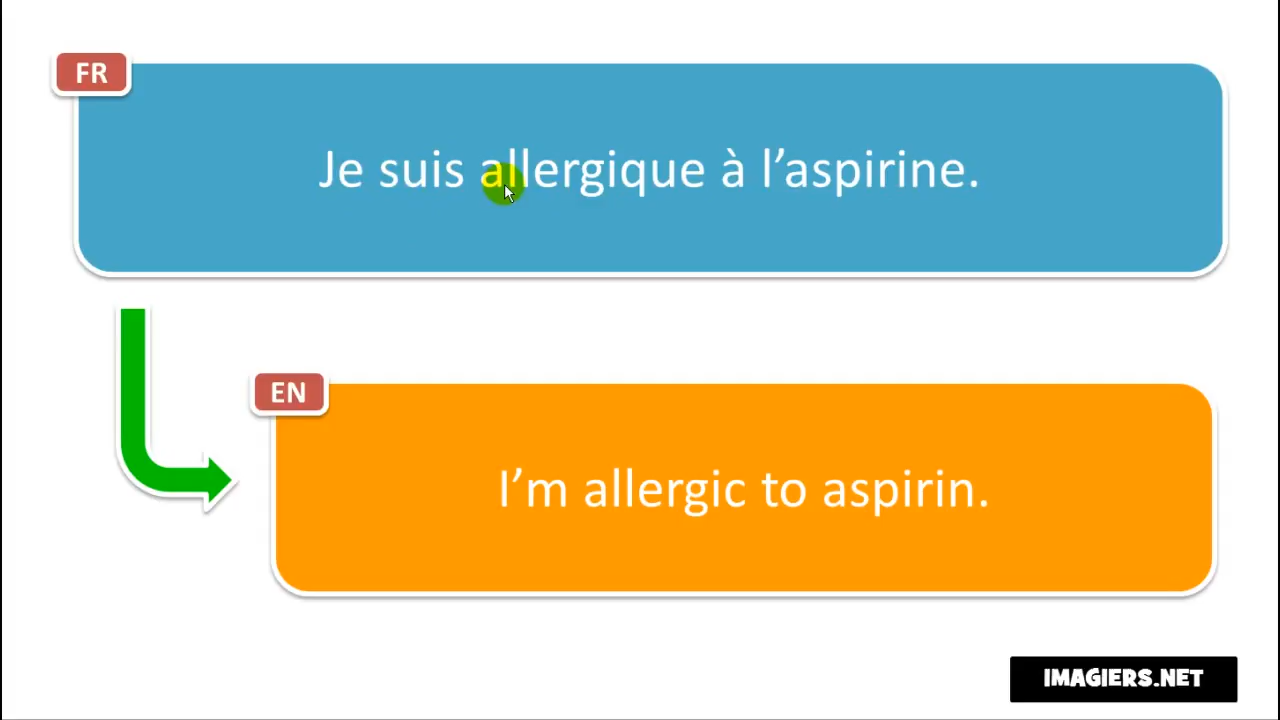 FR
Je suis allergique à l’aspirine.
EN
I’m allergic to aspirin.
IMAGIERS.NET